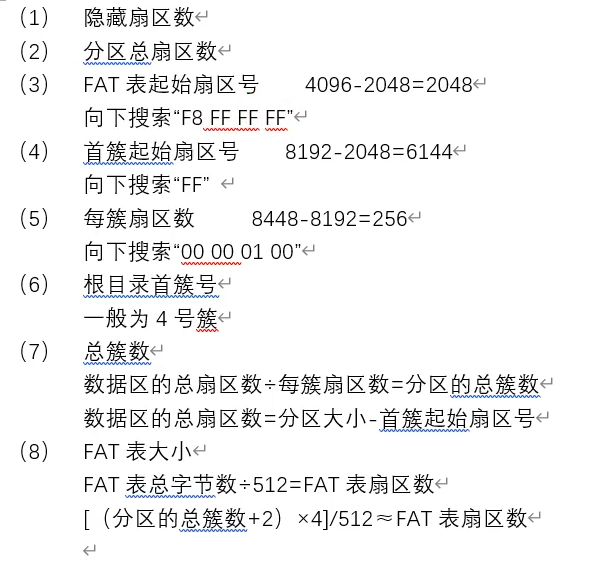 （1） 隐藏扇区数
（2） 分区总扇区数
（3） FAT 表起始扇区号 4096-2048=2048
向下搜索“F8 FF FF FF”
（4） 首簇起始扇区号 8192-2048=6144
向下搜索“FF”
（5） 每簇扇区数 8448-8192=256
向下搜索“00 00 01 00”
（6） 根目录首簇号
一般为 4 号簇
（7） 总簇数
数据区的总扇区数÷每簇扇区数=分区的总簇数
数据区的总扇区数=分区大小-首簇起始扇区号
（8） FAT 表大小
FAT 表总字节数÷512=FAT 表扇区数
[（分区的总簇数+2）×4]/512≈FAT 表扇区数